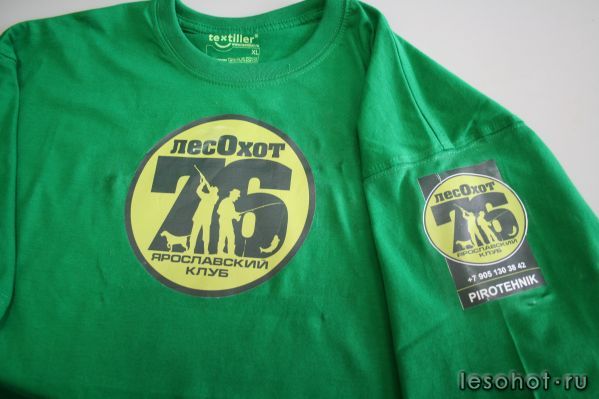 textiller
XL
лесОхот
76
ЯРОСЛАВСКИЙ
КЛУБ
лесОхот
76
ЯРОСЛАВСКИЙ
КЛУБ
+7 905 130 36 42
PIROTEHNIK
lesohot.ru